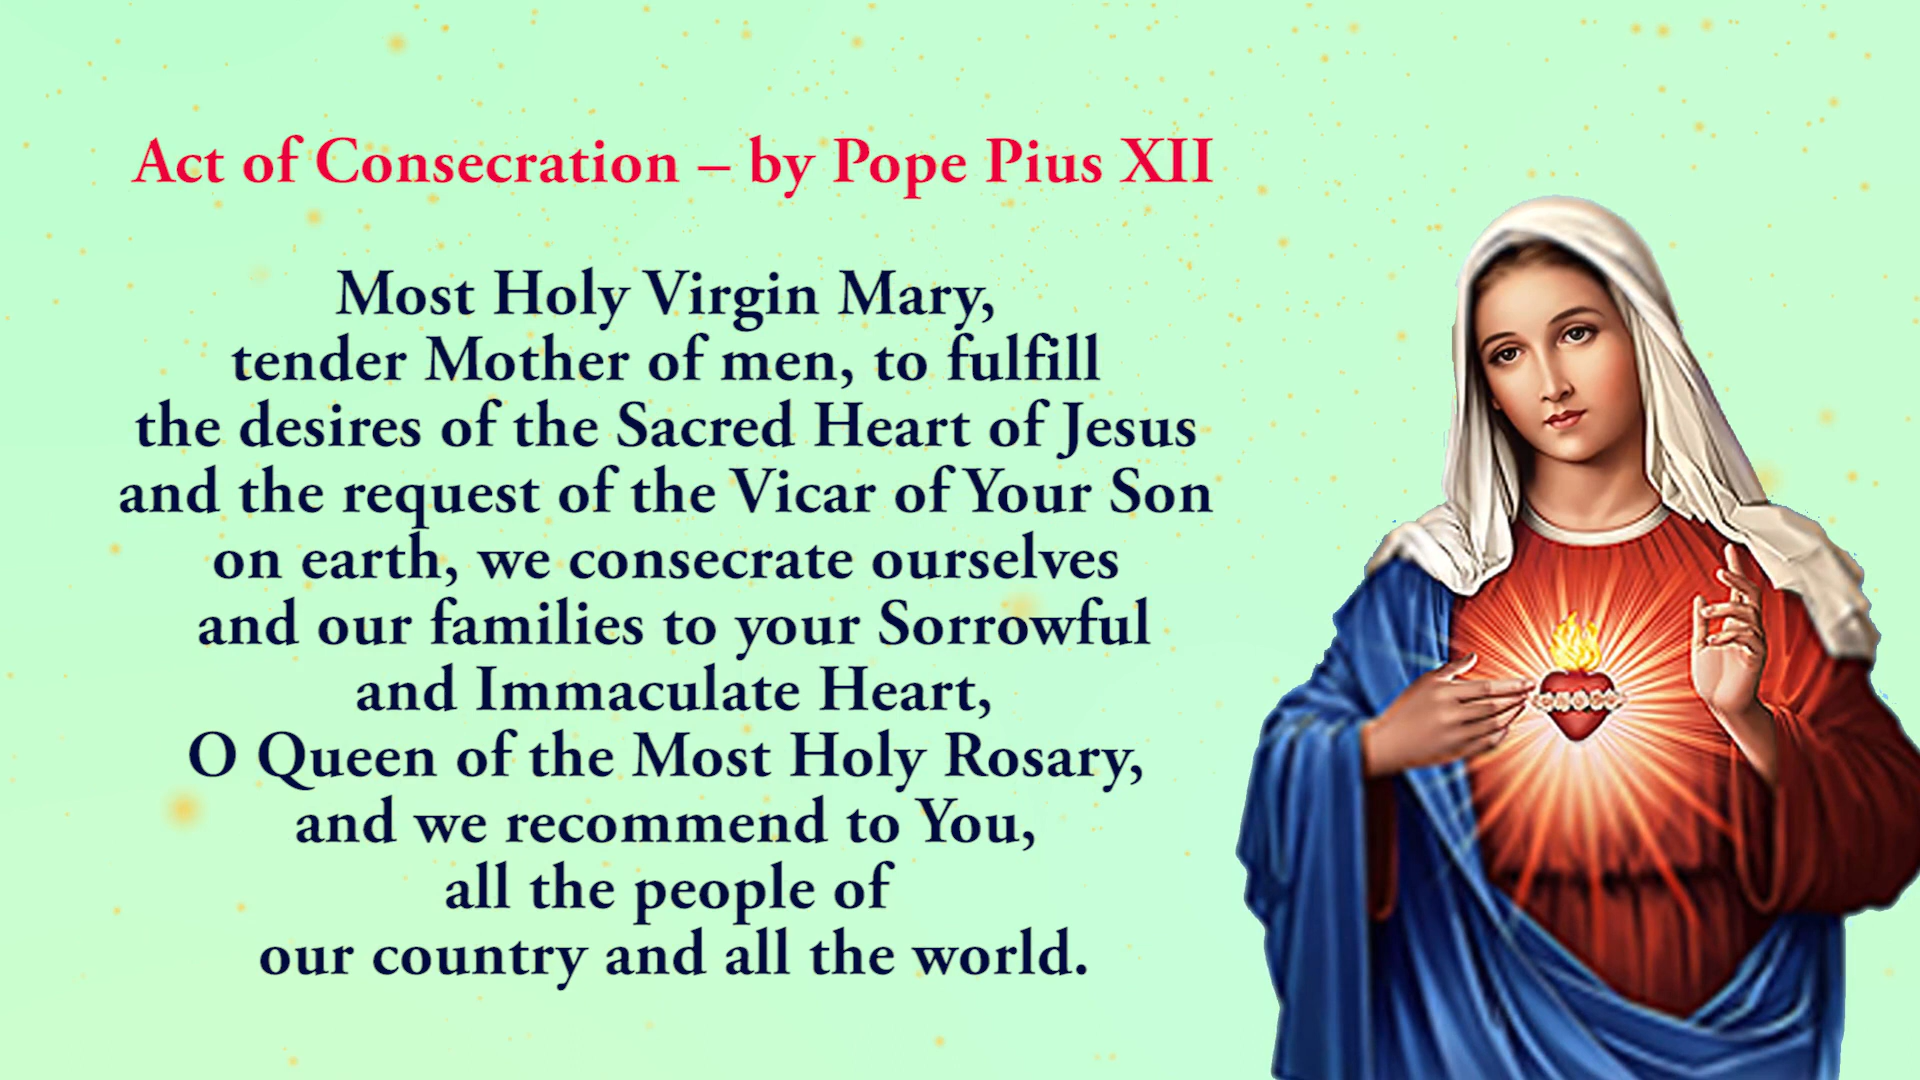 Act of Consecration – by Pope Pius XII
Most Holy Virgin Mary,
tender Mother of men, to fulfill
the desires of the Sacred Heart of Jesus
and the request of the Vicar of Your Son
on earth, we consecrate ourselves
and our families to your Sorrowful
and Immaculate Heart,
O Queen of the Most Holy Rosary,
and we recommend to You,
all the people of
our country and all the world.